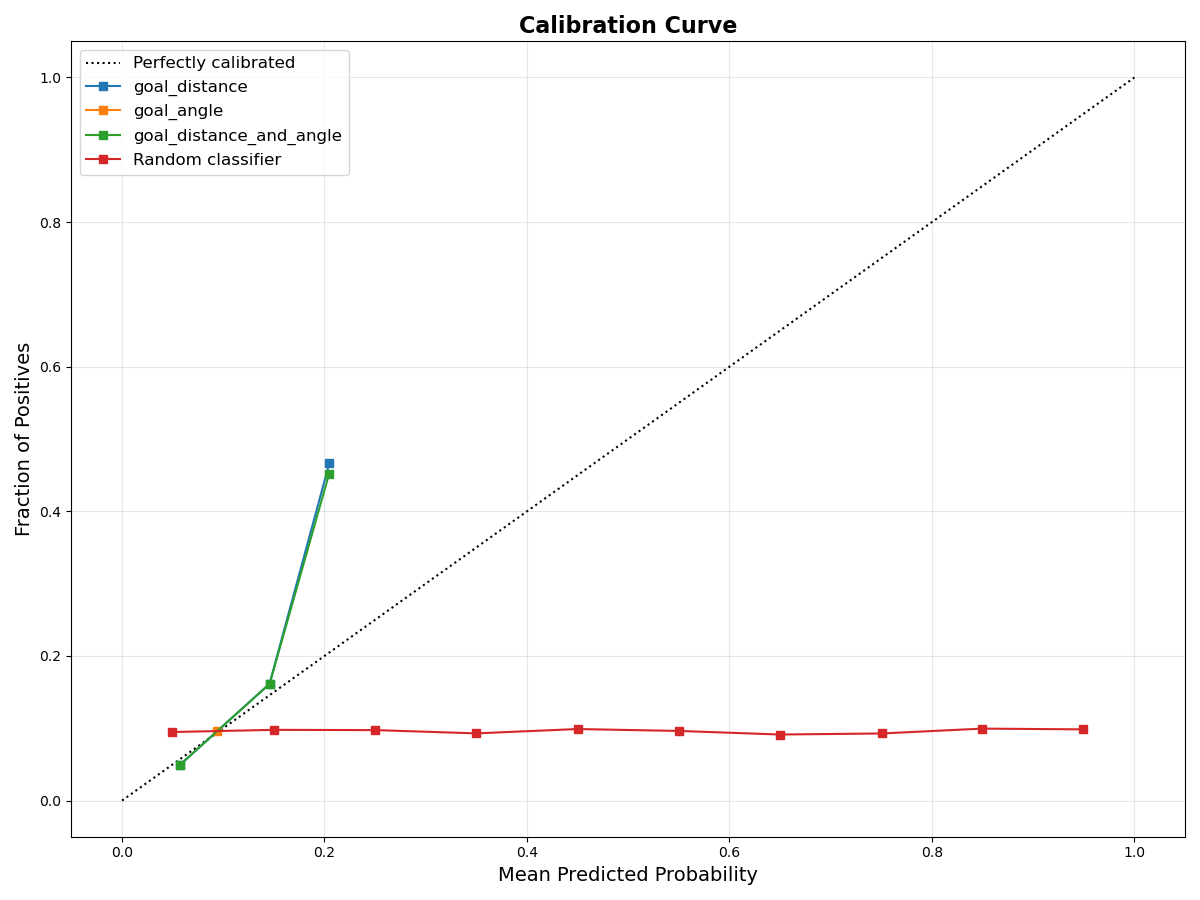 Calibration Curve
Perfectly calibrated
goal_distance
goal_angle
goal_distance_and_angle
Random classifier
Fraction of Positives
1.0
0.8
0.6
0.4
0.2
0.0
0.0 0.2 0.4 0.6 0.8 1.0
Mean Predicted Probability